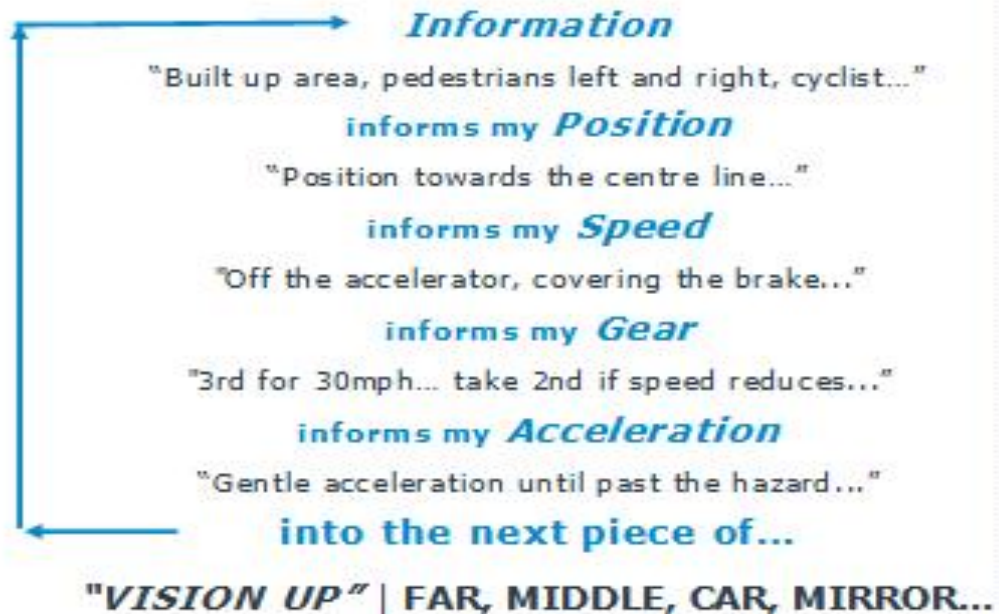 Information
“Built up area, pedestrians left and right, cyclist…”
informs my Position
“Position towards the centre line…”
informs my Speed
"Off the accelerator, covering the brake...”
informs my Gear
"3rd for 30mph... take 2nd if speed reduces...”
informs my Acceleration
“Gentle acceleration until past the hazard...”
into the next piece of...
"VISION UP” | FAR, MIDDLE, CAR, MIRROR...